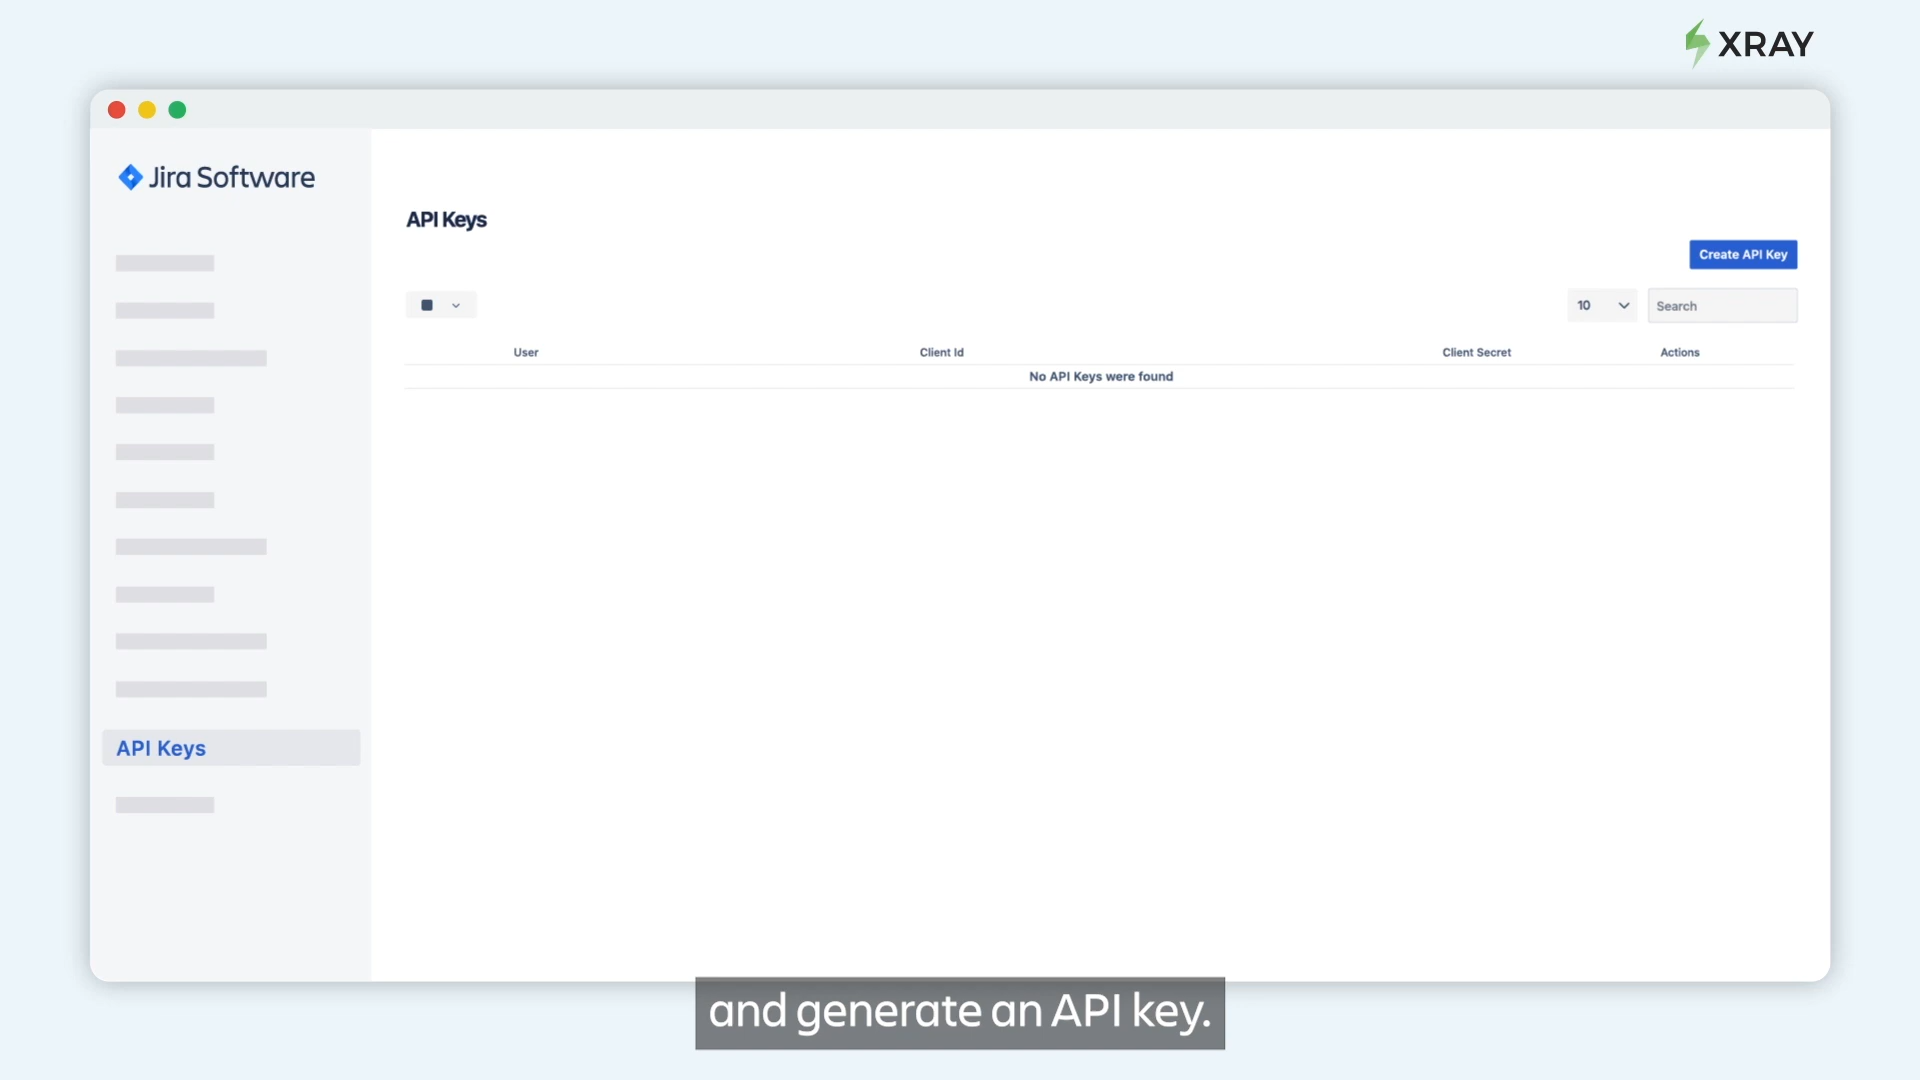 XRAY
Jira Software
API Keys
Create API Key
10
Search
User Client Id Client Secret Actions
No API Keys were found
API Keys
and generate an API key.